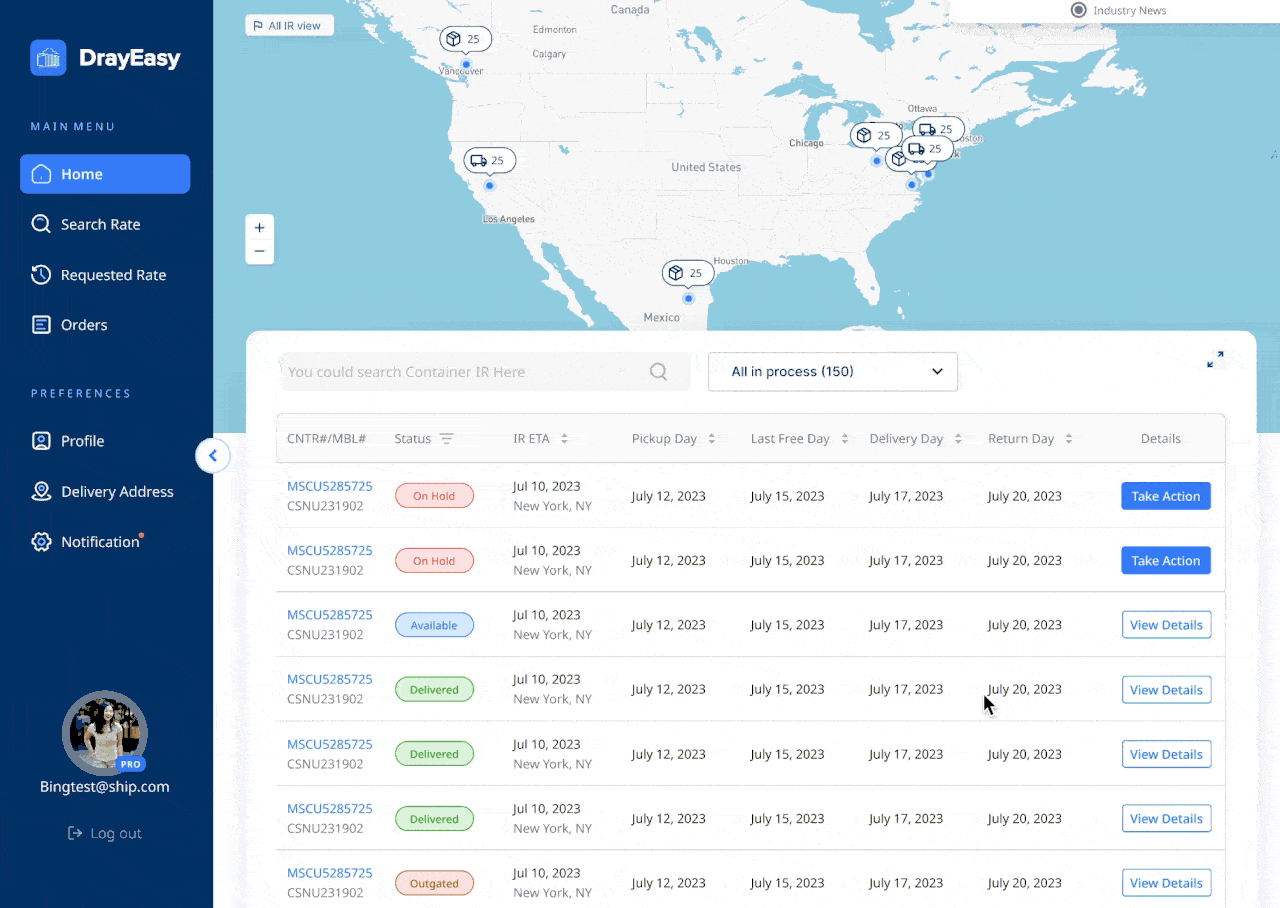 DrayEasy
MAIN MENU
Home
Search Rate
Requested Rate
Orders
PREFERENCES
Profile
Delivery Address
Notification
PRO
Bingtest@ship.com
Log out
All IR view
Industry News
Canada
Edmonton
Calgary
25
Vancouver
Ottawa
25
25
25
Chicago
United States
25
Los Angeles
25
Houston
Mexico
+
−
You could search Container IR Here
All in process (150)
CNTR#/MBL# Status IR ETA Pickup Day Last Free Day Delivery Day Return Day Details
MSCU5285725 Jul 10, 2023
On Hold July 12, 2023 July 15, 2023 July 17, 2023 July 20, 2023 Take Action
CSNU231902 New York, NY
MSCU5285725 Jul 10, 2023
On Hold July 12, 2023 July 15, 2023 July 17, 2023 July 20, 2023 Take Action
CSNU231902 New York, NY
MSCU5285725 Jul 10, 2023
Available July 12, 2023 July 15, 2023 July 17, 2023 July 20, 2023 View Details
CSNU231902 New York, NY
MSCU5285725 Jul 10, 2023
Delivered July 12, 2023 July 15, 2023 July 17, 2023 July 20, 2023 View Details
CSNU231902 New York, NY
MSCU5285725 Jul 10, 2023
Delivered July 12, 2023 July 15, 2023 July 17, 2023 July 20, 2023 View Details
CSNU231902 New York, NY
MSCU5285725 Jul 10, 2023
Delivered July 12, 2023 July 15, 2023 July 17, 2023 July 20, 2023 View Details
CSNU231902 New York, NY
MSCU5285725 Jul 10, 2023
Outgated July 12, 2023 July 15, 2023 July 17, 2023 July 20, 2023 View Details
CSNU231902 New York, NY